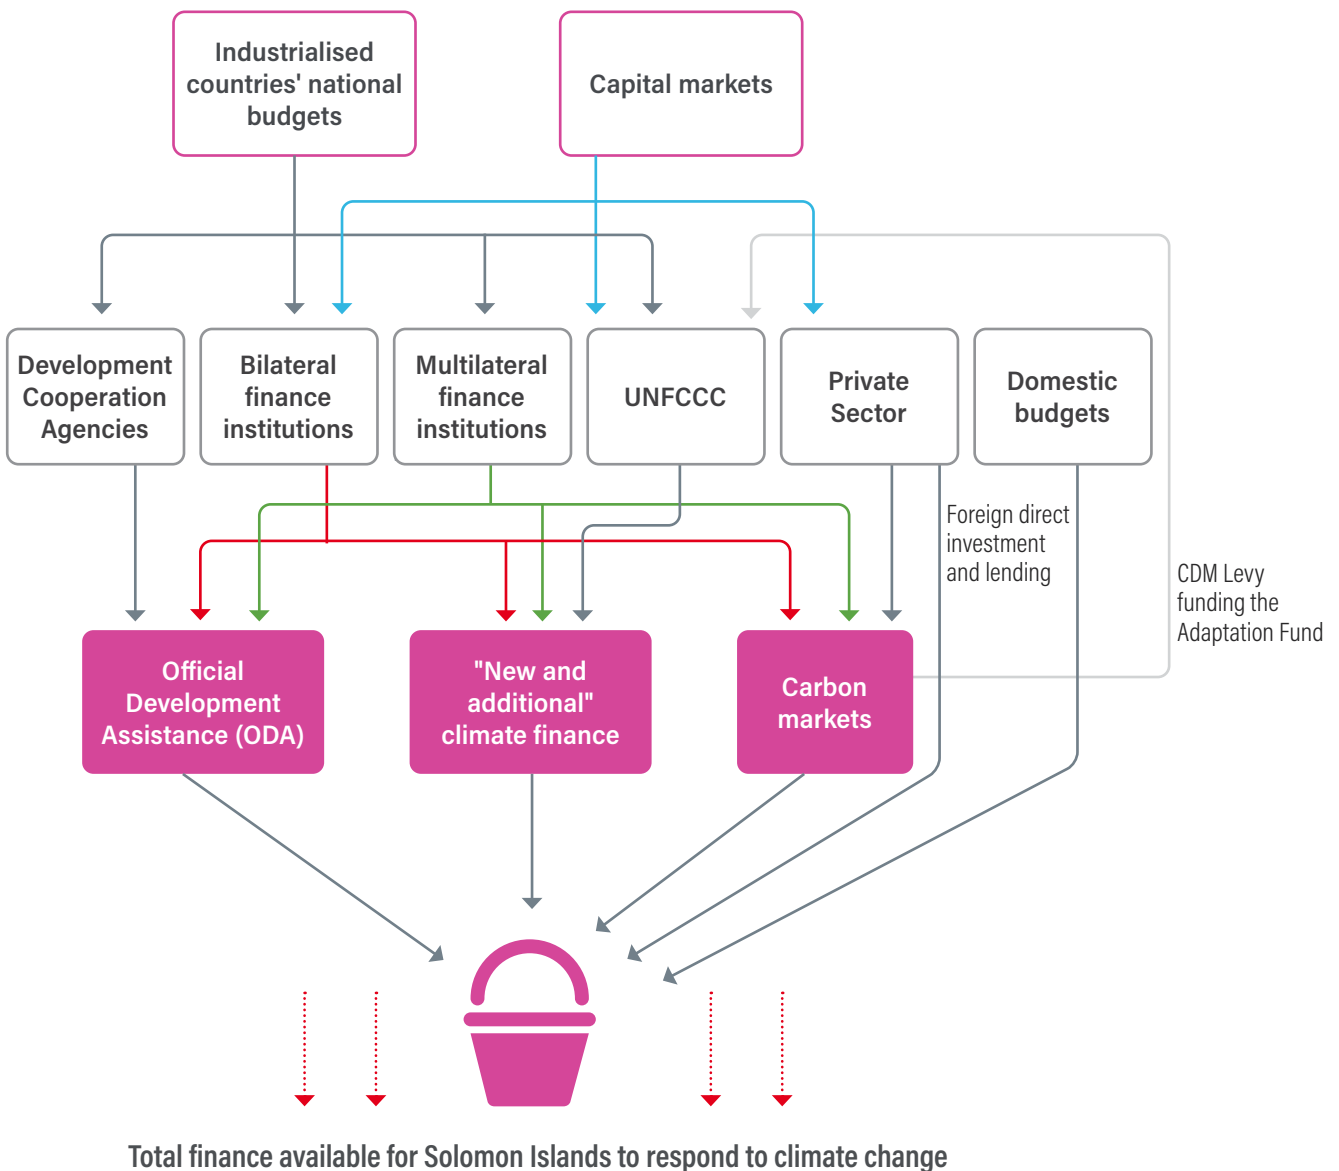 Industrialised
countries' national
budgets
Capital markets
Development
Cooperation
Agencies
Bilateral
finance
institutions
Multilateral
finance
institutions
UNFCCC
Private
Sector
Domestic
budgets
Foreign direct
investment
and lending
CDM Levy
funding the
Adaptation Fund
Official
Development
Assistance (ODA)
"New and
additional"
climate finance
Carbon
markets
Total finance available for Solomon Islands to respond to climate change